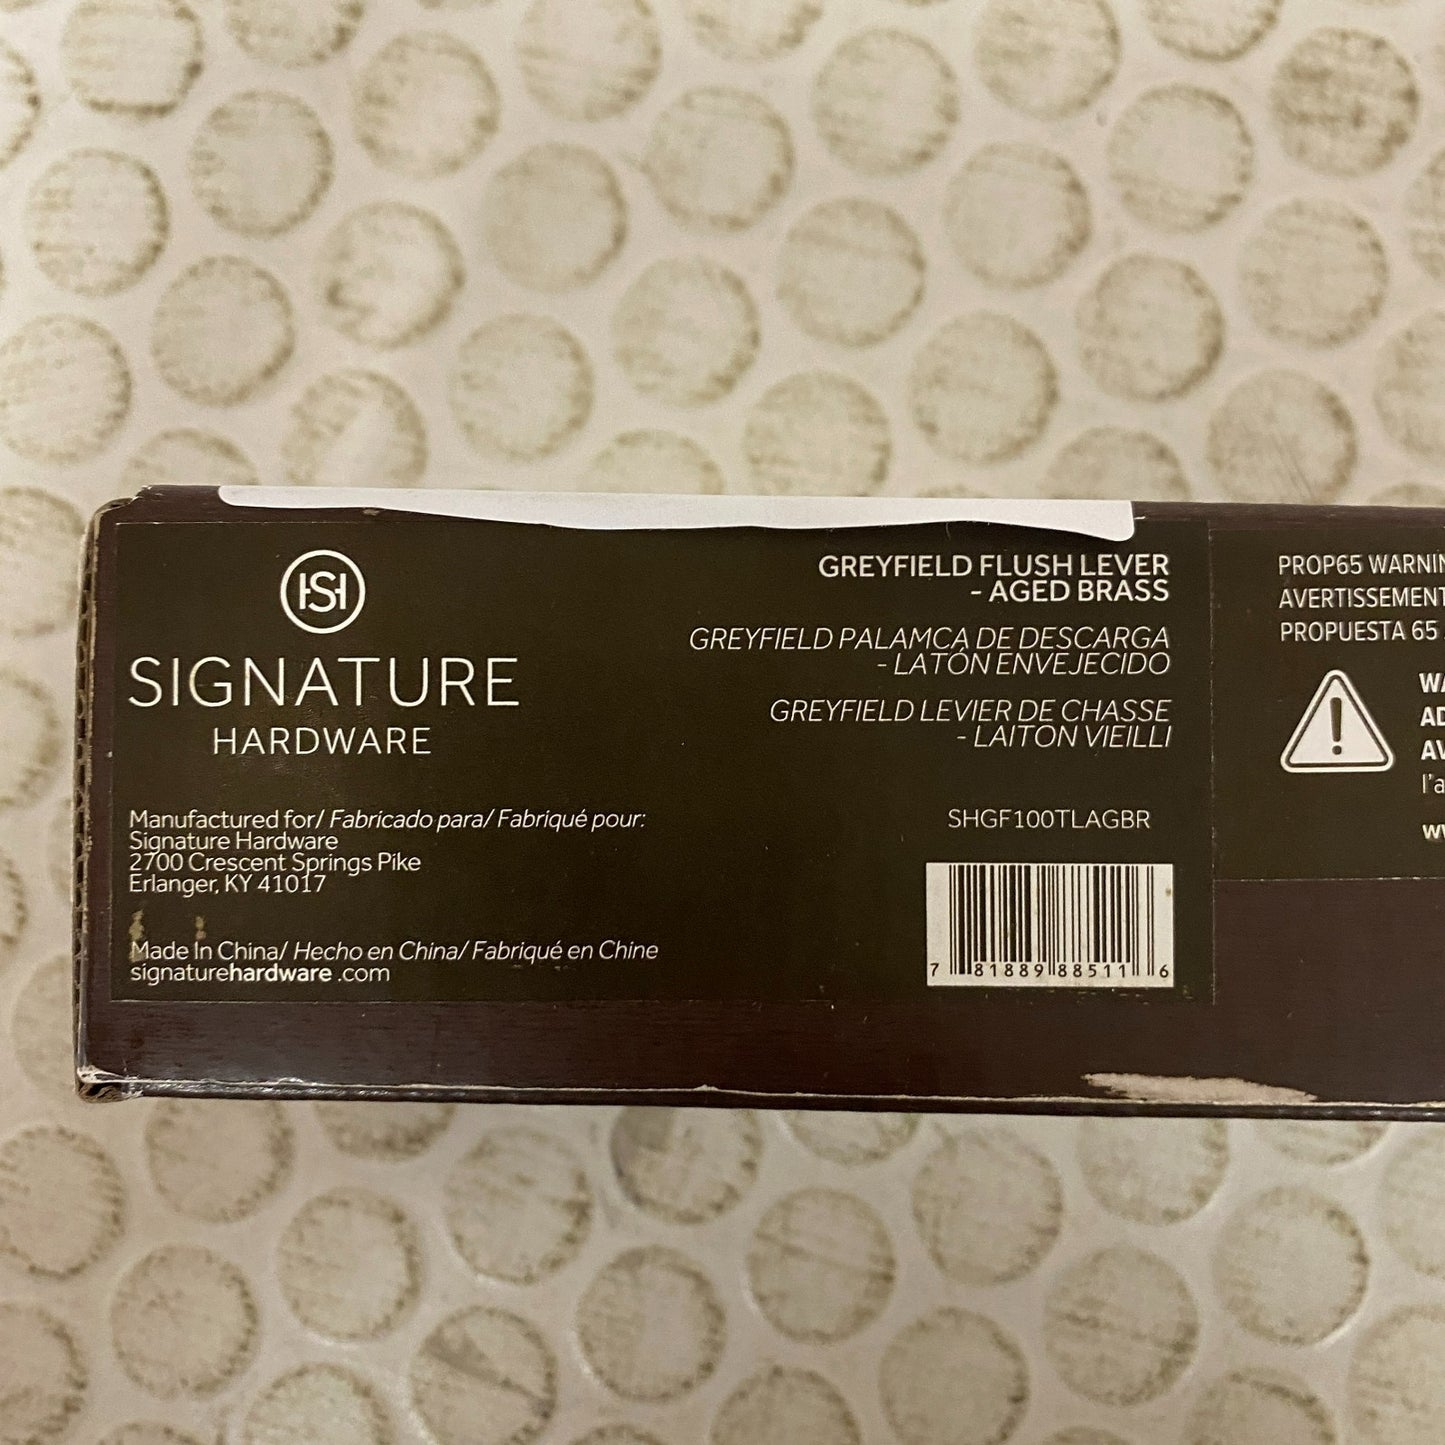 SIGNATURE
HARDWARE
Manufactured for/ Fabricado para/ Fabriqué pour:
Signature Hardware
2700 Crescent Springs Pike
Erlanger, KY 41017
Made In China/ Hecho en China/ Fabriqué en Chine
signaturehardware .com
GREYFIELD FLUSH LEVER
- AGED BRASS
GREYFIELD PALAMCA DE DESCARGA
- LATÓN ENVEJECIDO
GREYFIELD LEVIER DE CHASSE
- LAITON VIEILLI
SHGF100TLAGBR
7 81889 88511 6
PROP65
AVERTISSEMENT
PROPUESTA 65